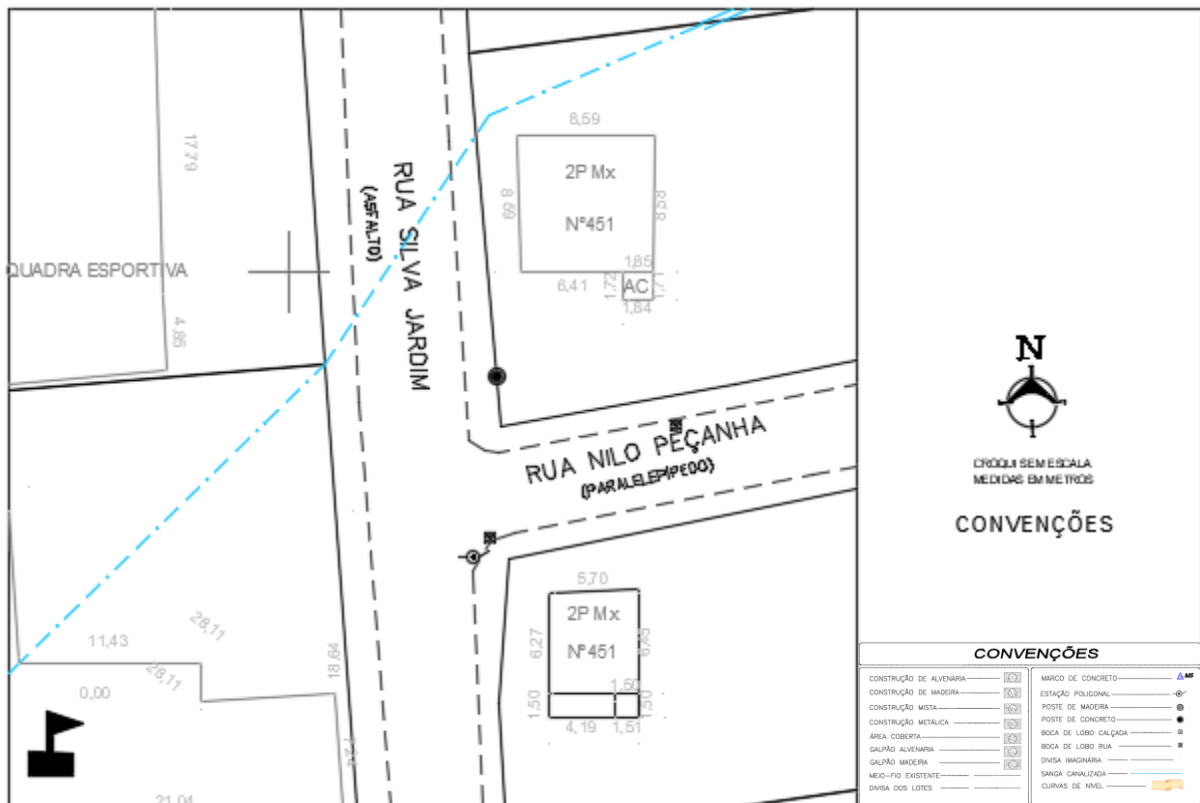 8,59
17,79
2P Mx
8,69
8,58
Nº451
RUA SILVA JARDIM
(ASFALTO)
QUADRA ESPORTIVA
1,85
6,41
1,72
AC
1,71
1,84
4,86
N
RUA NILO PEÇANHA
(PARALELEPÍPEDO)
CROQUI SEM ESCALA
MEDIDAS EM METROS
CONVENÇÕES
5,70
2P Mx
6,27
6,45
Nº451
28,11
11,43
28,11
18,64
0,00
1,50
1,50
1,50
4,19
1,51
7,24
21,04
CONVENÇÕES
CONSTRUÇÃO DE ALVENARIA
CONSTRUÇÃO DE MADEIRA
CONSTRUÇÃO MISTA
CONSTRUÇÃO METÁLICA
ÁREA COBERTA
GALPÃO ALVENARIA
GALPÃO MADEIRA
MEIO-FIO EXISTENTE
DIVISA DOS LOTES
MARCO DE CONCRETO
ESTAÇÃO POLIGONAL
POSTE DE MADEIRA
POSTE DE CONCRETO
BOCA DE LOBO CALÇADA
BOCA DE LOBO RUA
DIVISA IMAGINÁRIA
SANGA CANALIZADA
CURVAS DE NIVEL